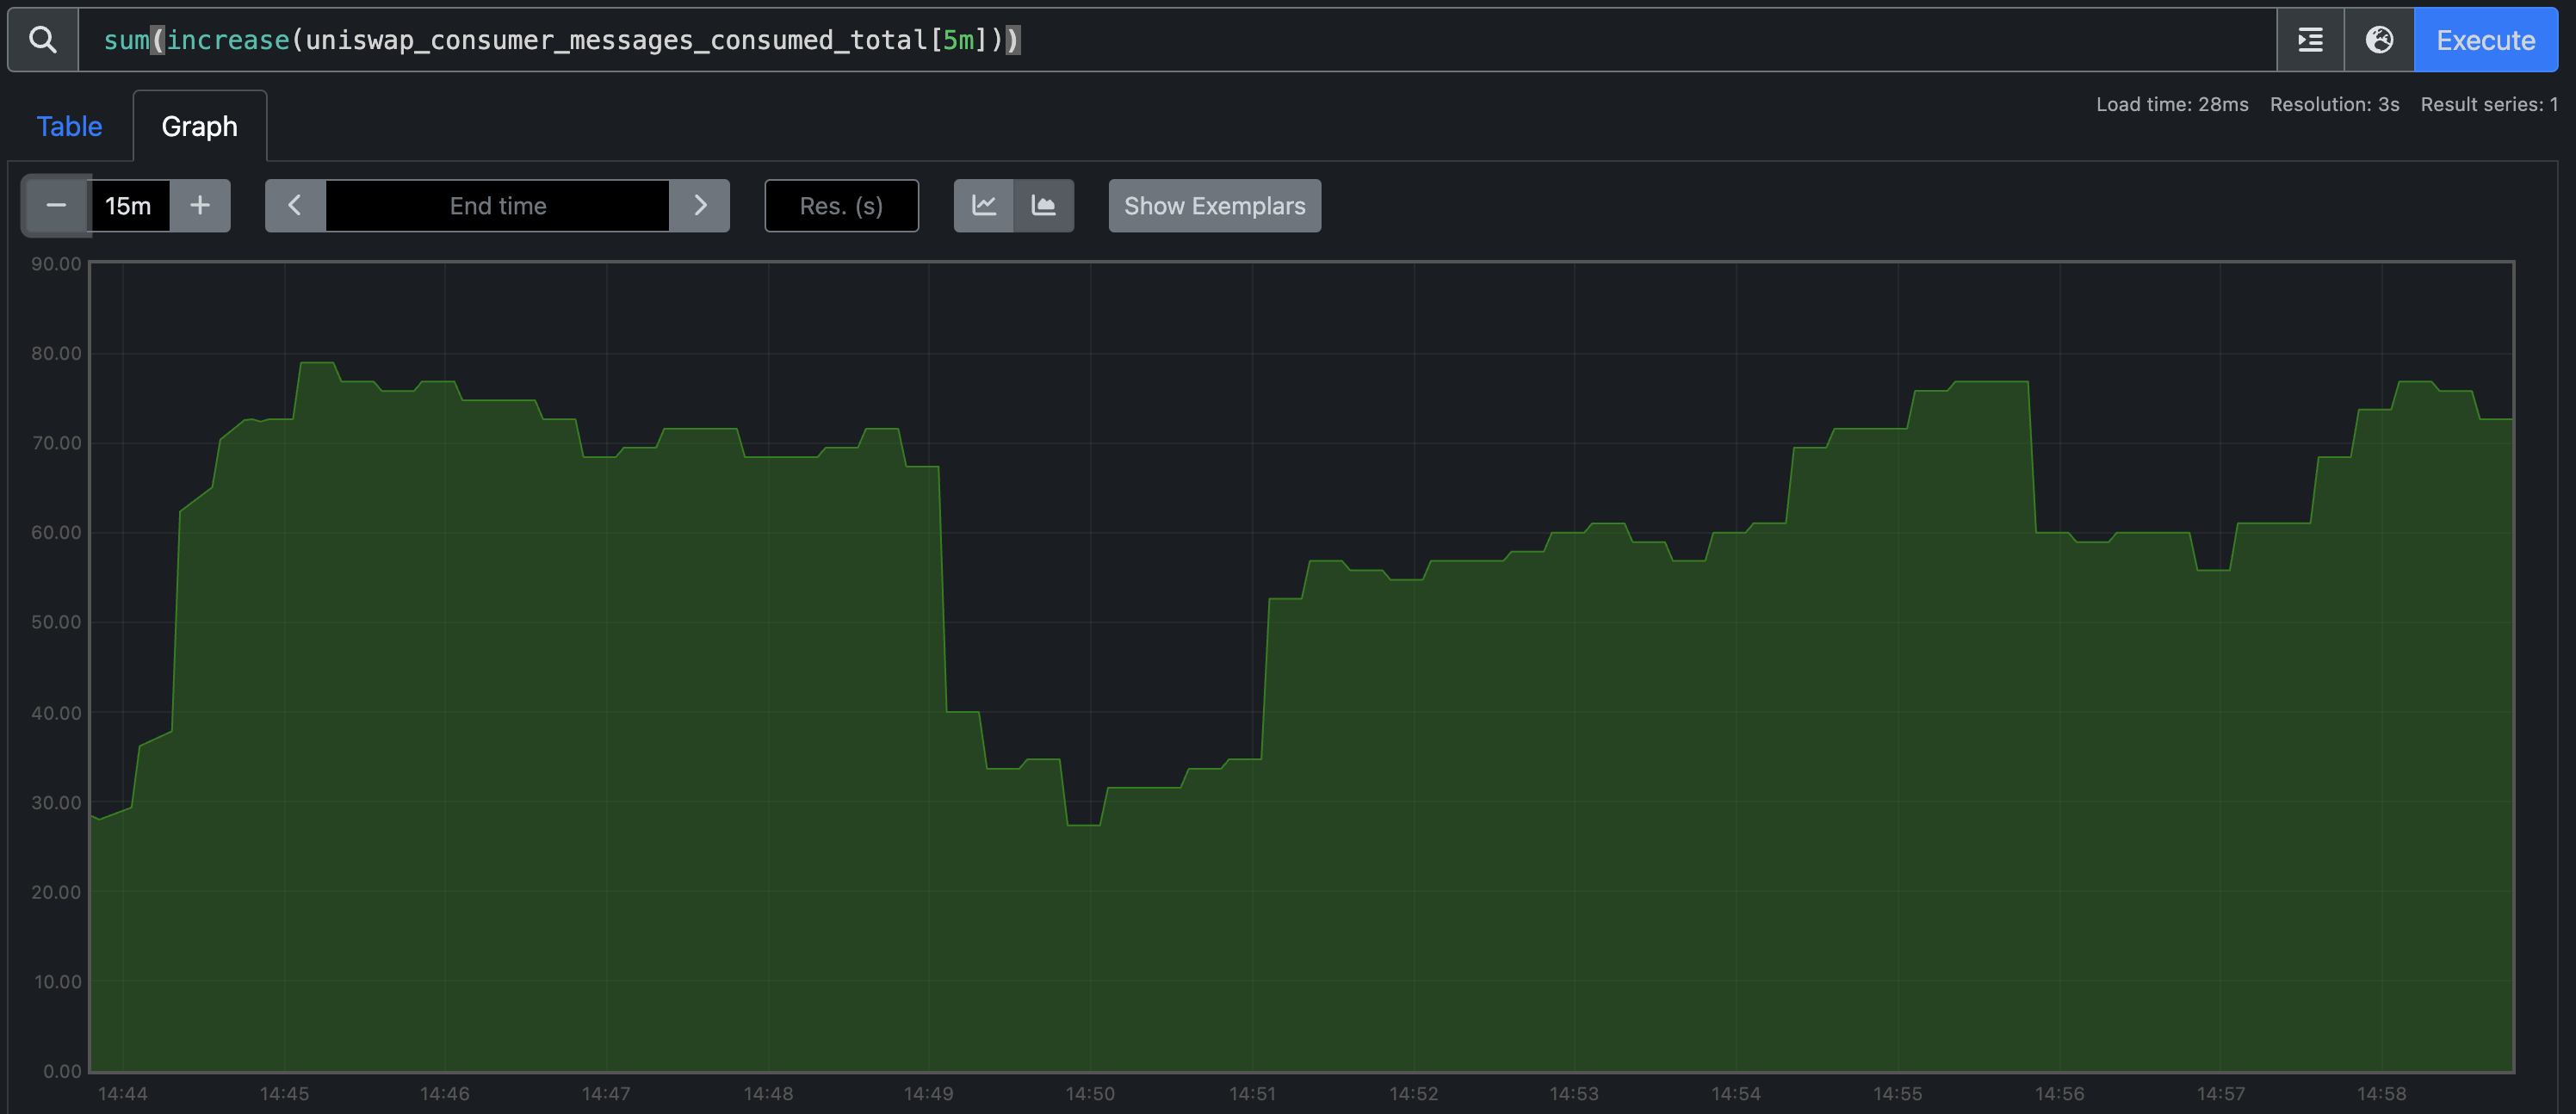 sum(increase(uniswap_consumer_messages_consumed_total[5m]))
Execute
Table
Graph
Load time: 28ms Resolution: 3s Result series: 1
15m
End time
Res. (s)
Show Exemplars
90.00
80.00
70.00
60.00
50.00
40.00
30.00
20.00
10.00
0.00
14:44 14:45 14:46 14:47 14:48 14:49 14:50 14:51 14:52 14:53 14:54 14:55 14:56 14:57 14:58